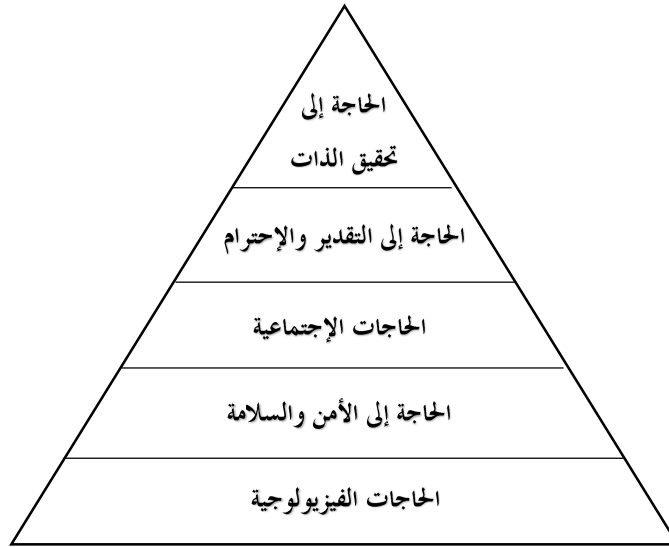 الحاجة إلى
تحقيق الذات
الحاجة إلى التقدير والإحترام
الحاجات الإجتماعية
الحاجة إلى الأمن والسلامة
الحاجات الفيزيولوجية